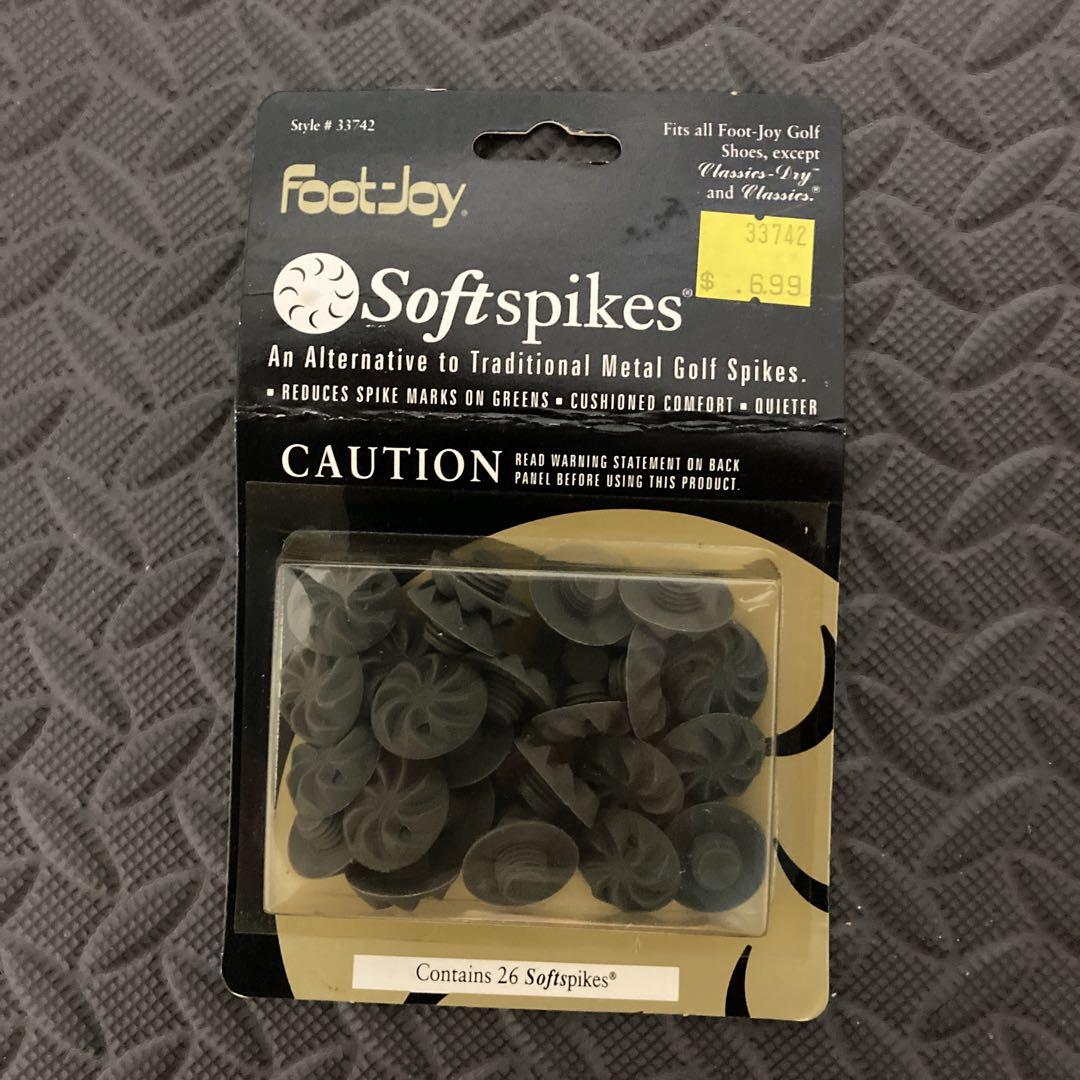 Style # 33742
Fits all Foot-Joy Golf
Shoes, except
Classics-Dry™
and Classics.®
Foot-Joy®
33742
$ .6.99
Softspikes®
An Alternative to Traditional Metal Golf Spikes.
▪ REDUCES SPIKE MARKS ON GREENS ▪ CUSHIONED COMFORT ▪ QUIETER
CAUTION READ WARNING STATEMENT ON BACK
PANEL BEFORE USING THIS PRODUCT.
Contains 26 Softspikes®